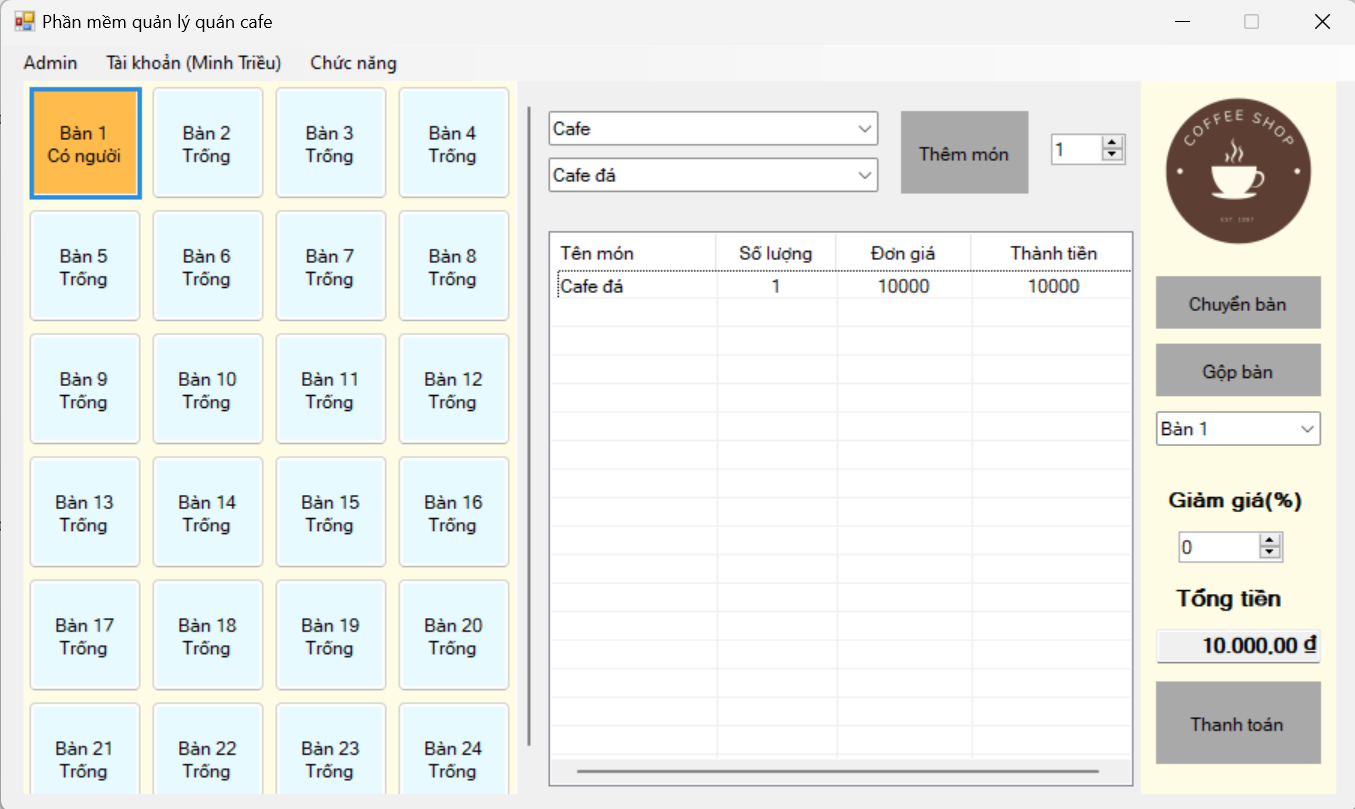 Phần mềm quản lý quán cafe
Admin Tài khoản (Minh Triều) Chức năng
Bàn 1
Có người
Bàn 2
Trống
Bàn 3
Trống
Bàn 4
Trống
Bàn 5
Trống
Bàn 6
Trống
Bàn 7
Trống
Bàn 8
Trống
Bàn 9
Trống
Bàn 10
Trống
Bàn 11
Trống
Bàn 12
Trống
Bàn 13
Trống
Bàn 14
Trống
Bàn 15
Trống
Bàn 16
Trống
Bàn 17
Trống
Bàn 18
Trống
Bàn 19
Trống
Bàn 20
Trống
Bàn 21
Trống
Bàn 22
Trống
Bàn 23
Trống
Bàn 24
Trống
Cafe
Cafe đá
Thêm món
1
Tên món Số lượng Đơn giá Thành tiền
Cafe đá 1 10000 10000
COFFEE SHOP
Chuyển bàn
Gộp bàn
Bàn 1
Giảm giá(%)
0
Tổng tiền
10.000,00 ₫
Thanh toán